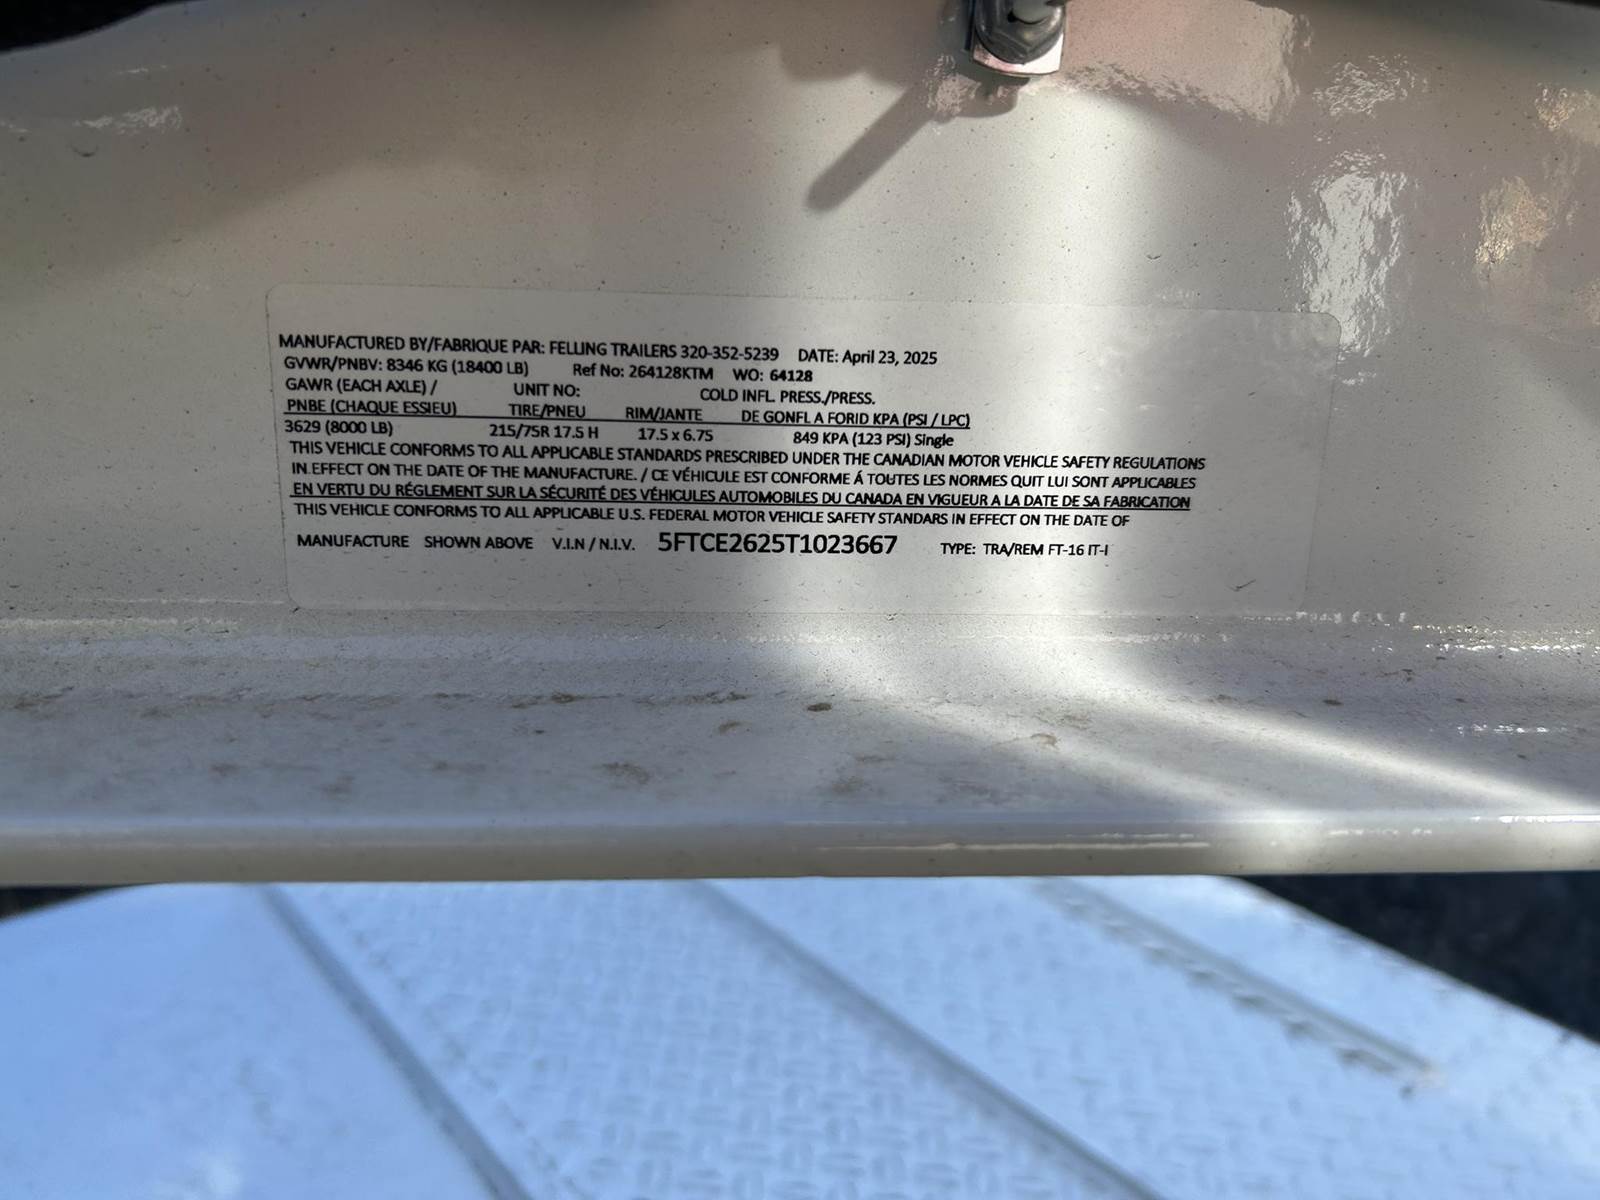 MANUFACTURED BY/FABRIQUE PAR: FELLING TRAILERS 320-352-5239 DATE: April 23, 2025
GVWR/PNBV: 8346 KG (18400 LB) Ref No: 264128KTM WO: 64128
GAWR (EACH AXLE) / UNIT NO: COLD INFL. PRESS./PRESS.
PNBE (CHAQUE ESSIEU) TIRE/PNEU RIM/JANTE DE GONFL A FORID KPA (PSI / LPC)
3629 (8000 LB) 215/75R 17.5 H 17.5 x 6.75 849 KPA (123 PSI) Single
THIS VEHICLE CONFORMS TO ALL APPLICABLE STANDARDS PRESCRIBED UNDER THE CANADIAN MOTOR VEHICLE SAFETY REGULATIONS
IN EFFECT ON THE DATE OF THE MANUFACTURE. / CE VÉHICULE EST CONFORME Á TOUTES LES NORMES QUIT LUI SONT APPLICABLES
EN VERTU DU RÉGLEMENT SUR LA SÉCURITÉ DES VÉHICULES AUTOMOBILES DU CANADA EN VIGUEUR A LA DATE DE SA FABRICATION
THIS VEHICLE CONFORMS TO ALL APPLICABLE U.S. FEDERAL MOTOR VEHICLE SAFETY STANDARS IN EFFECT ON THE DATE OF
MANUFACTURE SHOWN ABOVE V.I.N / N.I.V. 5FTCE2625T1023667 TYPE: TRA/REM FT-16 IT-I